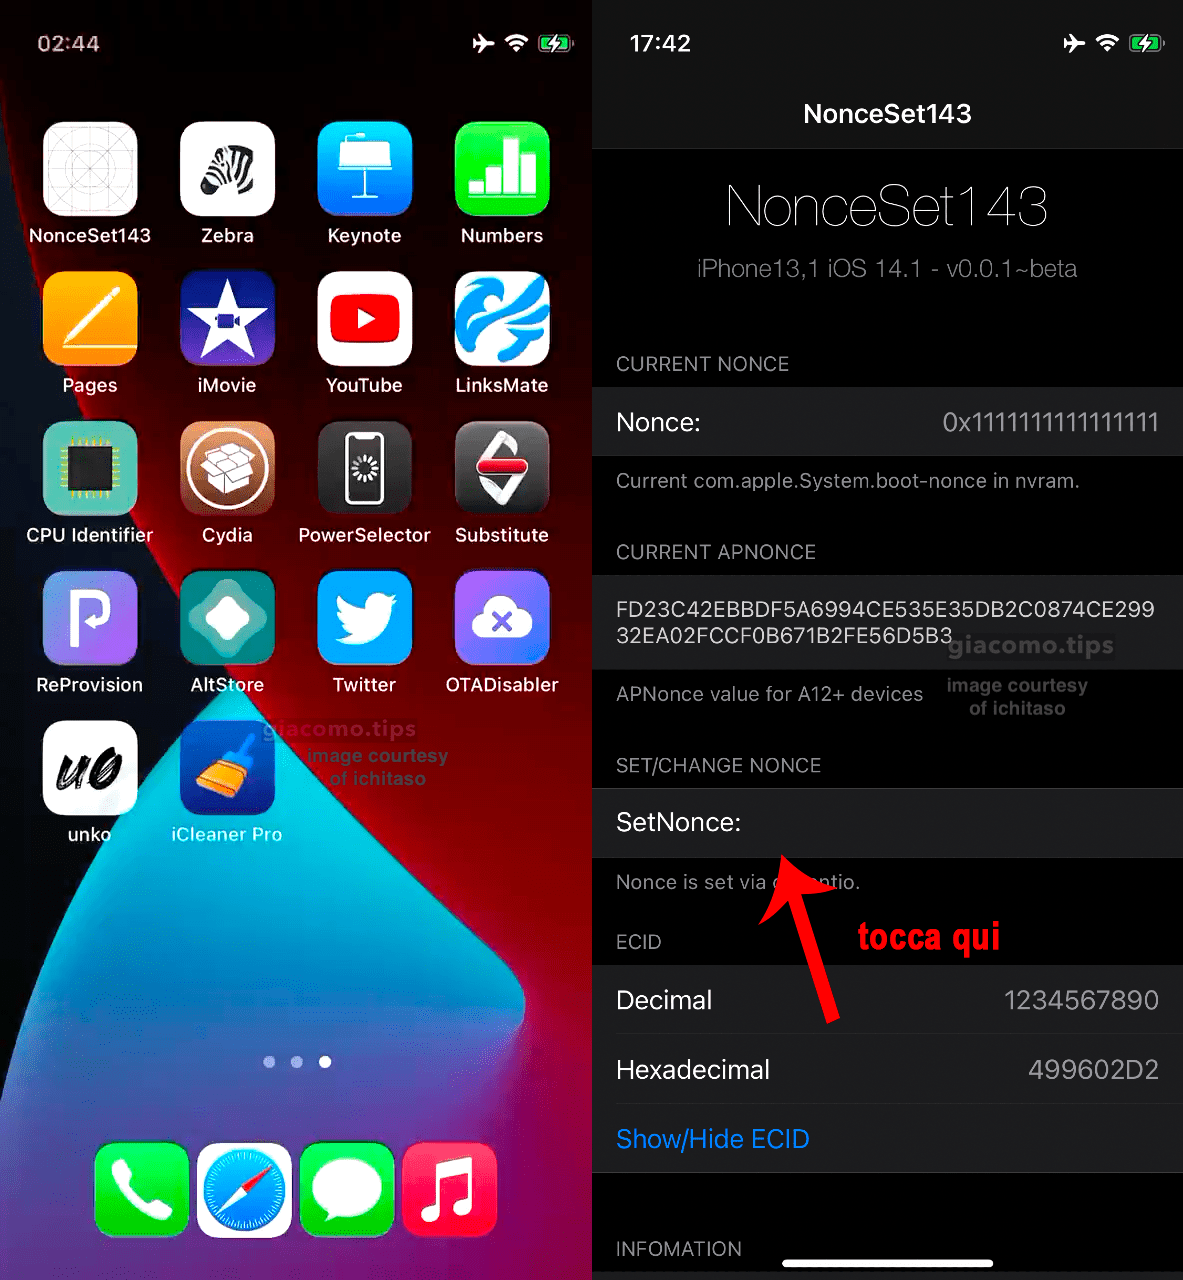 02:44
NonceSet143
Zebra
Keynote
Numbers
Pages
iMovie
YouTube
LinksMate
CPU Identifier
Cydia
PowerSelector
Substitute
ReProvision
AltStore
Twitter
OTADisabler
giacomo.tips
image courtesy
of ichitaso
uo
unko
iCleaner Pro
17:42
NonceSet143
NonceSet143
iPhone13,1 iOS 14.1 - v0.0.1~beta
CURRENT NONCE
Nonce: 0x1111111111111111
Current com.apple.System.boot-nonce in nvram.
CURRENT APNONCE
FD23C42EBBDF5A6994CE535E35DB2C0874CE299
32EA02FCCF0B671B2FE56D5B3
giacomo.tips
APNonce value for A12+ devices
image courtesy
of ichitaso
SET/CHANGE NONCE
SetNonce:
Nonce is set via
tocca qui
ECID
Decimal 1234567890
Hexadecimal 499602D2
Show/Hide ECID
INFOMATION